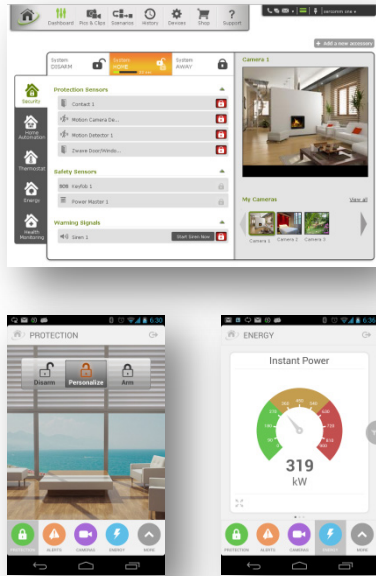 Dashboard Pics & Clips Scenarios History Devices Shop Support
+ Add a new accessory
System DISARM
System HOME
System AWAY
Camera 1
Security
Home Automation
Thermostat
Energy
Health Monitoring
Protection Sensors
Contact 1
Motion Camera De...
Motion Detector 1
Zwave Door/Windo...
Safety Sensors
Keyfob 1
Power Master 1
Warning Signals
Siren 1
Start Siren Now
My Cameras
View all
Camera 1 Camera 2 Camera 3
6:30
PROTECTION
Disarm Personalize Arm
PROTECTION ALERTS CAMERAS ENERGY MORE
6:36
ENERGY
Instant Power
319
kW
PROTECTION ALERTS CAMERAS ENERGY MORE